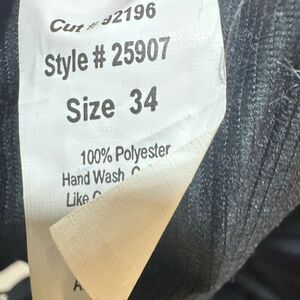 Cut # 92196
Style # 25907
Size 34
100% Polyester
Hand Wash
Like